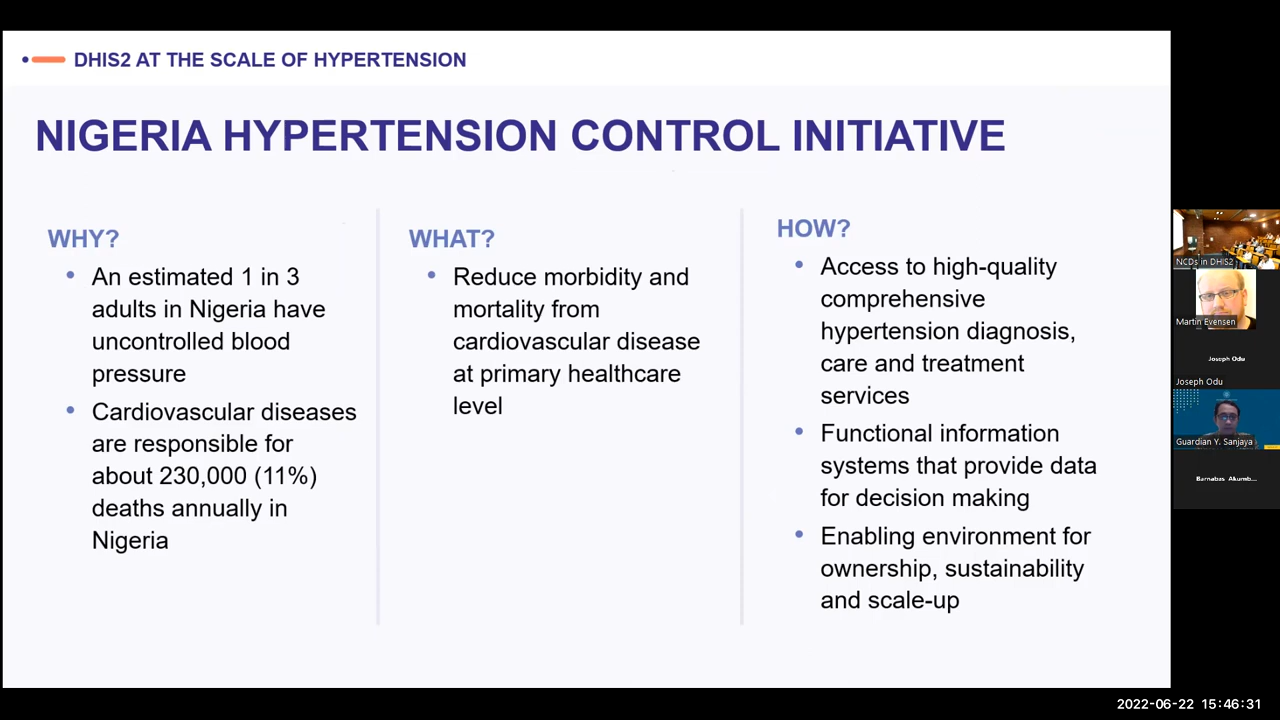 DHIS2 AT THE SCALE OF HYPERTENSION
NIGERIA HYPERTENSION CONTROL INITIATIVE
WHY?
• An estimated 1 in 3
adults in Nigeria have
uncontrolled blood
pressure
• Cardiovascular diseases
are responsible for
about 230,000 (11%)
deaths annually in
Nigeria
WHAT?
• Reduce morbidity and
mortality from
cardiovascular disease
at primary healthcare
level
HOW?
• Access to high-quality
comprehensive
hypertension diagnosis,
care and treatment
services
• Functional information
systems that provide data
for decision making
• Enabling environment for
ownership, sustainability
and scale-up
NCDs in DHIS2
Martin Evensen
Joseph Odu
Joseph Odu
Guardian Y. Sanjaya
Barnabas Akumb...
2022-06-22 15:46:31